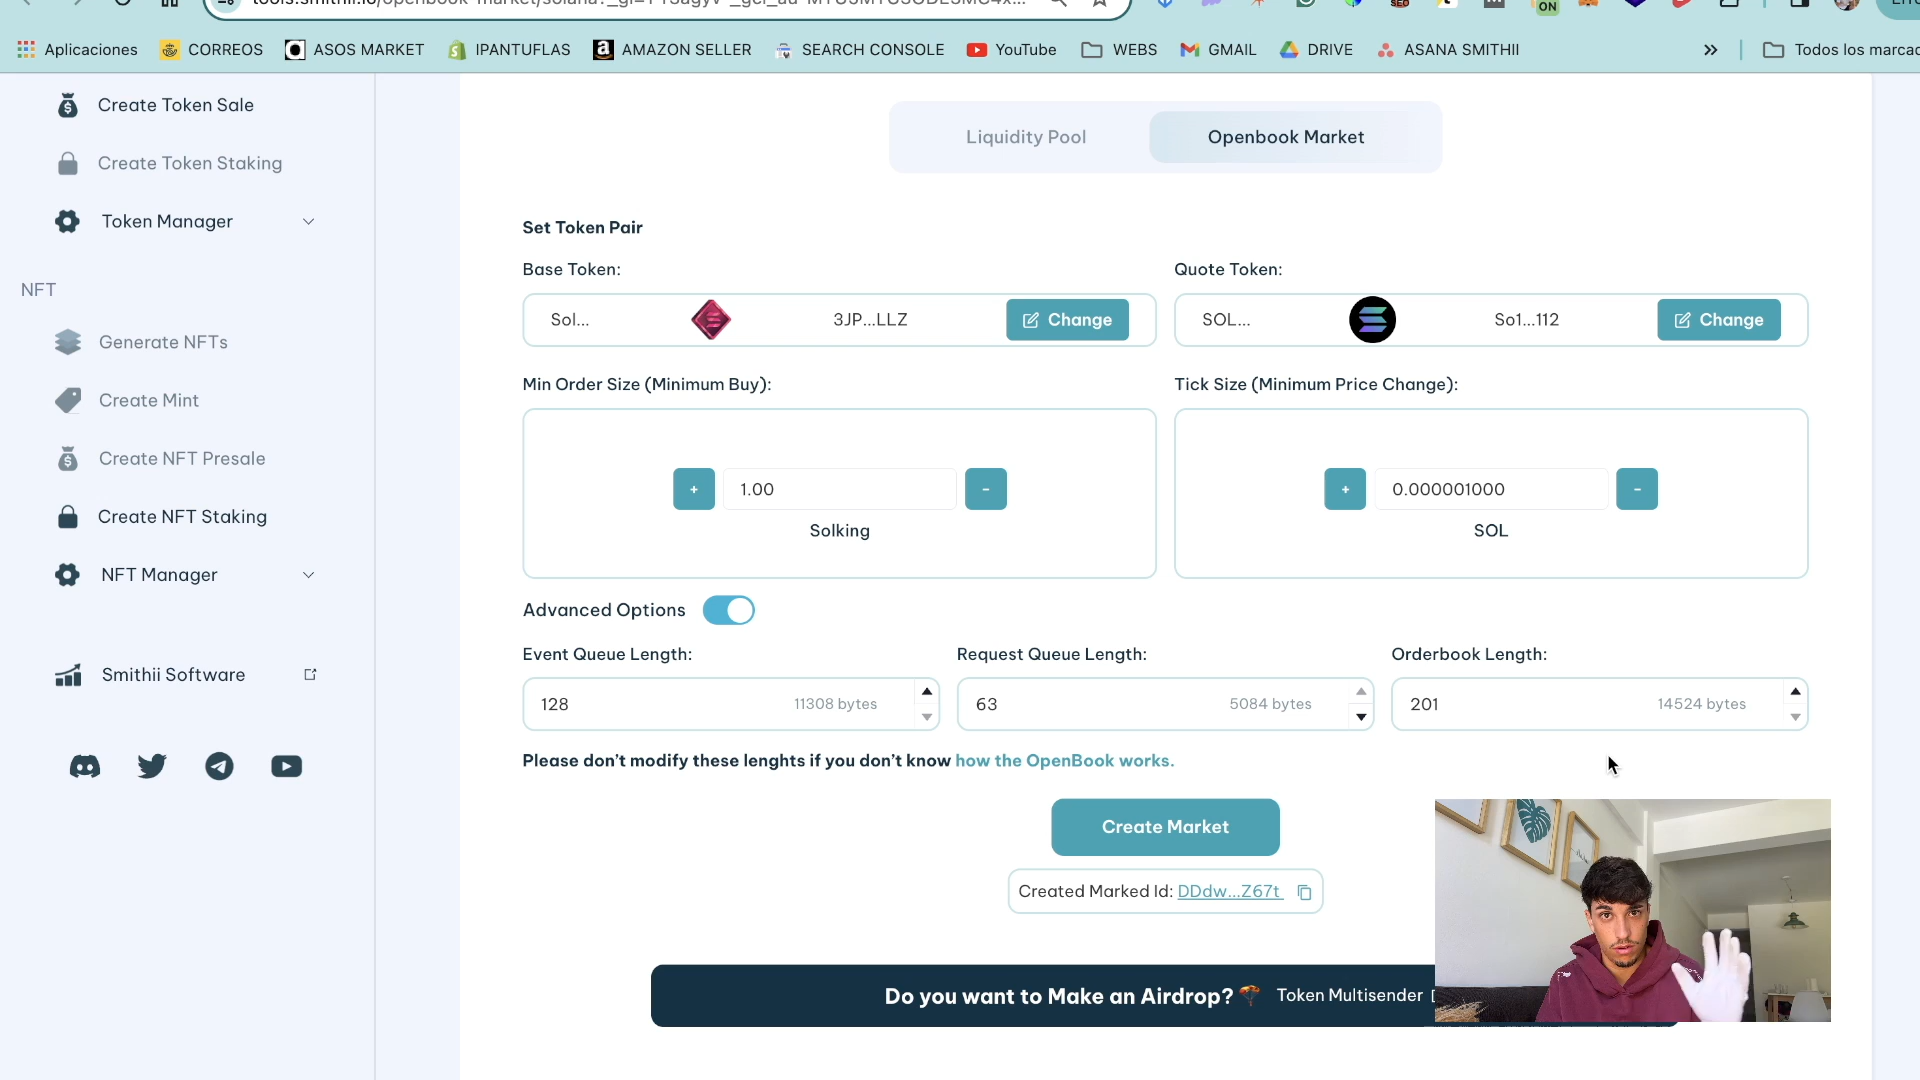 Aplicaciones CORREOS ASOS MARKET IPANTUFLAS AMAZON SELLER SEARCH CONSOLE YouTube WEBS GMAIL DRIVE ASANA SMITHII » Todos los marcad
ON
Create Token Sale
Create Token Staking
Token Manager
NFT
Generate NFTs
Create Mint
Create NFT Presale
Create NFT Staking
NFT Manager
Smithii Software
Liquidity Pool Openbook Market
Set Token Pair
Base Token: Quote Token:
Sol... 3JP...LLZ Change SOL... So1...112 Change
Min Order Size (Minimum Buy): Tick Size (Minimum Price Change):
+ 1.00 - + 0.000001000 -
Solking SOL
Advanced Options
Event Queue Length: Request Queue Length: Orderbook Length:
128 11308 bytes 63 5084 bytes 201 14524 bytes
Please don't modify these lenghts if you don't know how the OpenBook works.
Create Market
Created Marked Id: DDdw...Z67t
Do you want to Make an Airdrop? Token Multisender